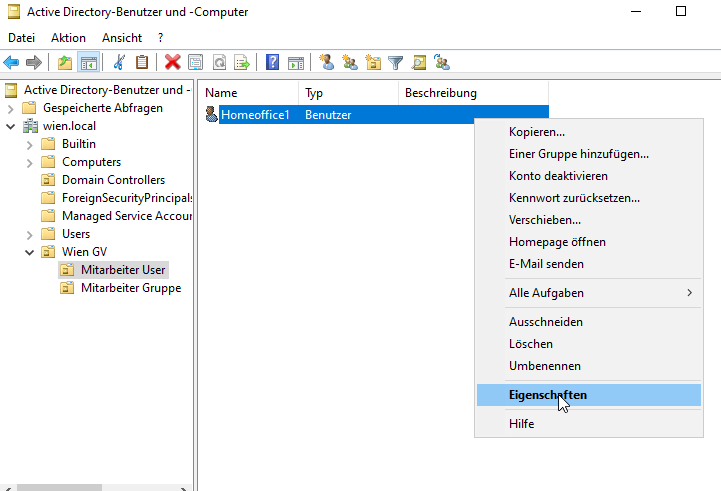 Active Directory-Benutzer und -Computer
Datei Aktion Ansicht ?
Active Directory-Benutzer und -
Gespeicherte Abfragen
wien.local
Builtin
Computers
Domain Controllers
ForeignSecurityPrincipals
Managed Service Accou
Users
Wien GV
Mitarbeiter User
Mitarbeiter Gruppe
Name Typ Beschreibung
Homeoffice1 Benutzer
Kopieren...
Einer Gruppe hinzufügen...
Konto deaktivieren
Kennwort zurücksetzen...
Verschieben...
Homepage öffnen
E-Mail senden
Alle Aufgaben
Ausschneiden
Löschen
Umbenennen
Eigenschaften
Hilfe